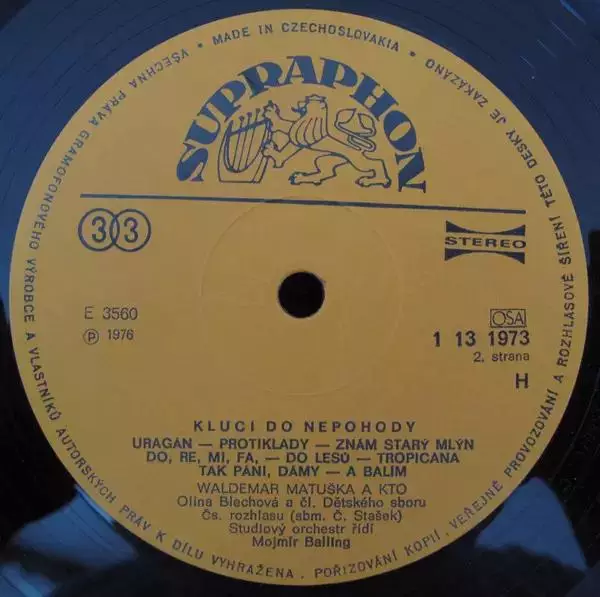 VŠECHNA PRÁVA GRAMOFONOVÉHO VÝROBCE A VLASTNÍKŮ AUTORSKÝCH PRÁV K DÍLU VYHRAŽENA. POŘIZOVÁNÍ KOPIÍ, VEŘEJNÉ PROVOZOVÁNÍ A ROZHLASOVÉ ŠÍŘENÍ TÉTO DESKY JE ZAKÁZÁNO • MADE IN CZECHOSLOVAKIA •
SUPRAPHON
33
STEREO
E 3560
Ⓟ 1976
OSA
1 13 1973
2. strana
H
KLUCI DO NEPOHODY
URAGÁN — PROTIKLADY — ZNÁM STARÝ MLÝN
DO, RE, MI, FA, — DO LESŮ — TROPICANA
TAK PÁNI, DÁMY — A BALÍM
WALDEMAR MATUŠKA A KTO
Olina Blechová a čl. Dětského sboru
Čs. rozhlasu (sbm. Č. Stašek)
Studiový orchestr řídí
Mojmír Balling